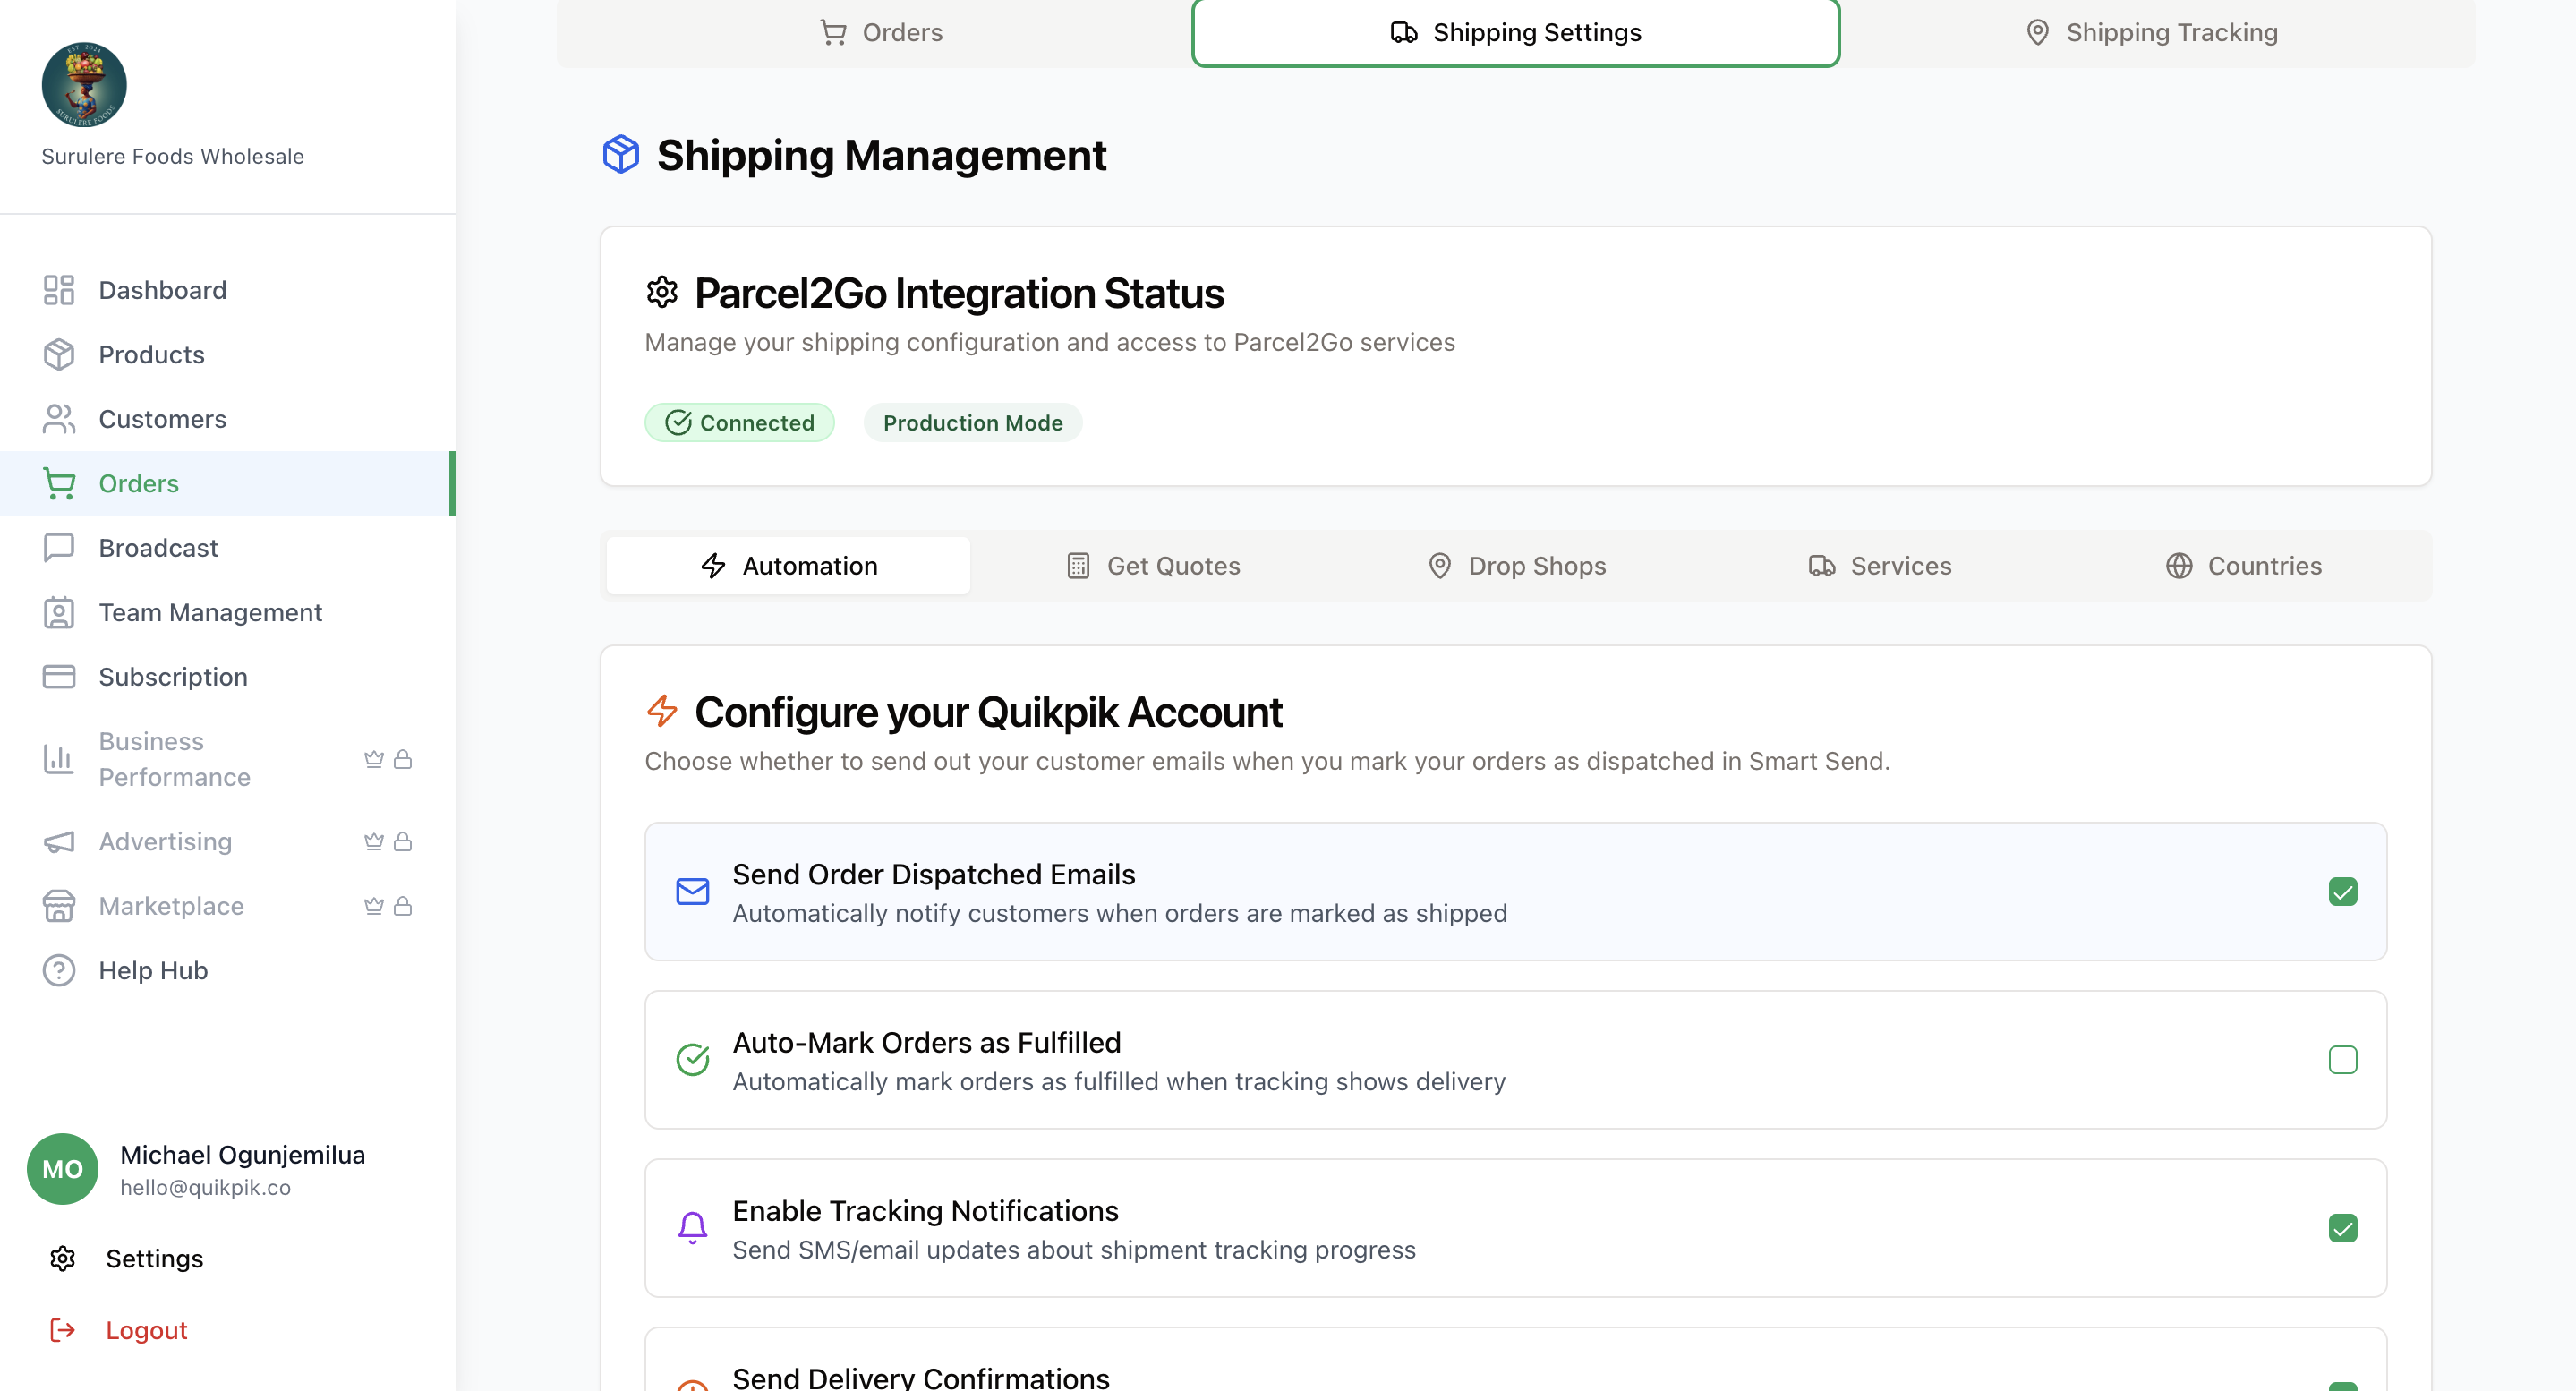 EST. 2024
SURULERE FOODS
Surulere Foods Wholesale
Dashboard
Products
Customers
Orders
Broadcast
Team Management
Subscription
Business
Performance
Advertising
Marketplace
Help Hub
MO
Michael Ogunjemilua
hello@quikpik.co
Settings
Logout
Orders
Shipping Settings
Shipping Tracking
Shipping Management
Parcel2Go Integration Status
Manage your shipping configuration and access to Parcel2Go services
Connected
Production Mode
Automation
Get Quotes
Drop Shops
Services
Countries
Configure your Quikpik Account
Choose whether to send out your customer emails when you mark your orders as dispatched in Smart Send.
Send Order Dispatched Emails
Automatically notify customers when orders are marked as shipped
Auto-Mark Orders as Fulfilled
Automatically mark orders as fulfilled when tracking shows delivery
Enable Tracking Notifications
Send SMS/email updates about shipment tracking progress
Send Delivery Confirmations